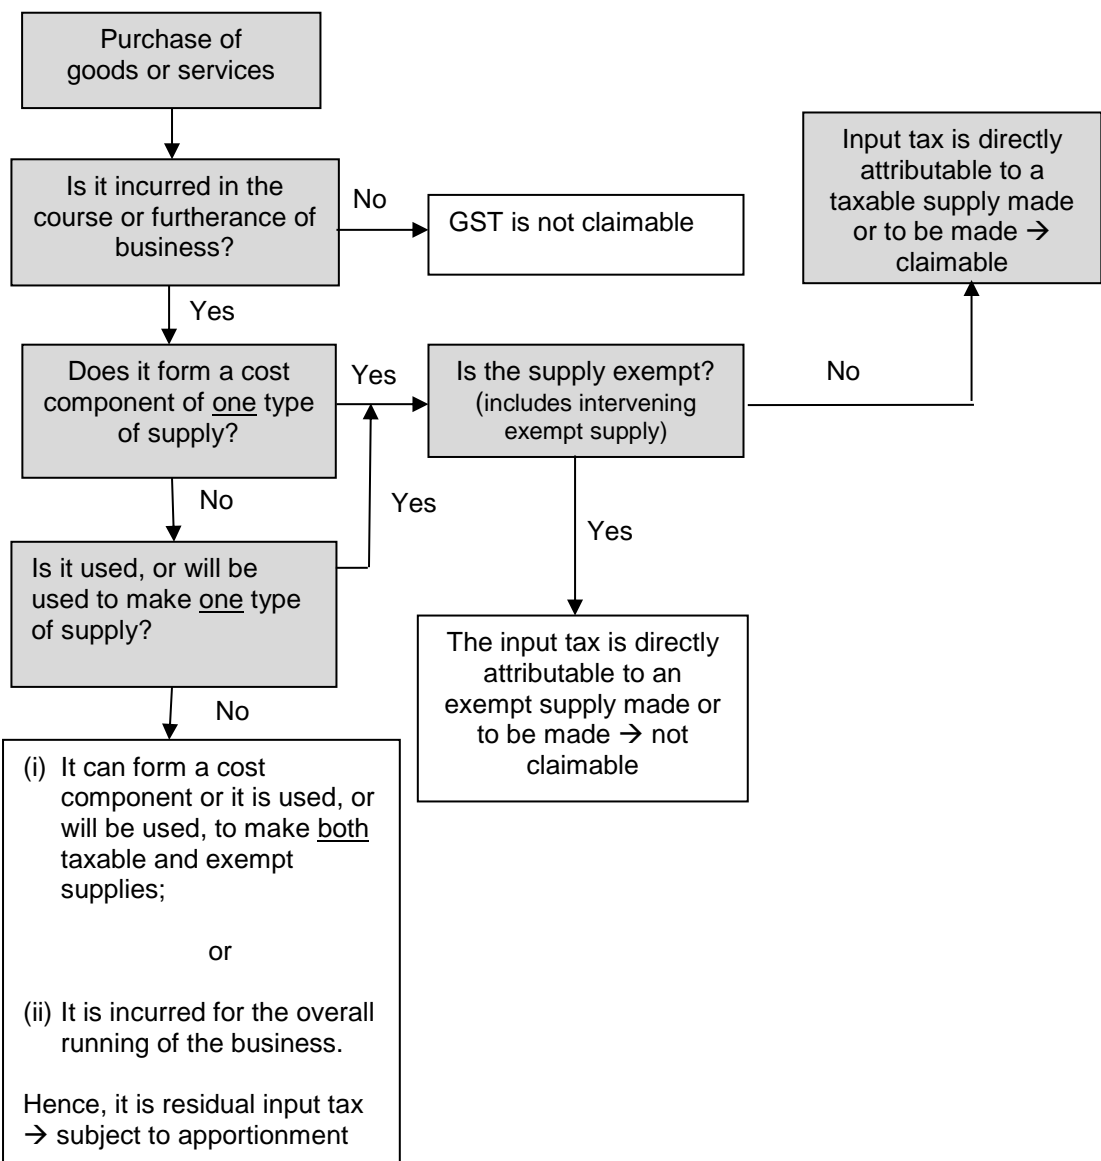 Purchase of
goods or services
Is it incurred in the
course or furtherance of
business?
No
GST is not claimable
Input tax is directly
attributable to a
taxable supply made
or to be made →
claimable
Yes
Does it form a cost
component of one type
of supply?
Yes
Is the supply exempt?
(includes intervening
exempt supply)
No
No
Yes
Yes
Is it used, or will be
used to make one type
of supply?
The input tax is directly
attributable to an
exempt supply made or
to be made → not
claimable
No
(i) It can form a cost
component or it is used, or
will be used, to make both
taxable and exempt
supplies;
or
(ii) It is incurred for the overall
running of the business.
Hence, it is residual input tax
→ subject to apportionment